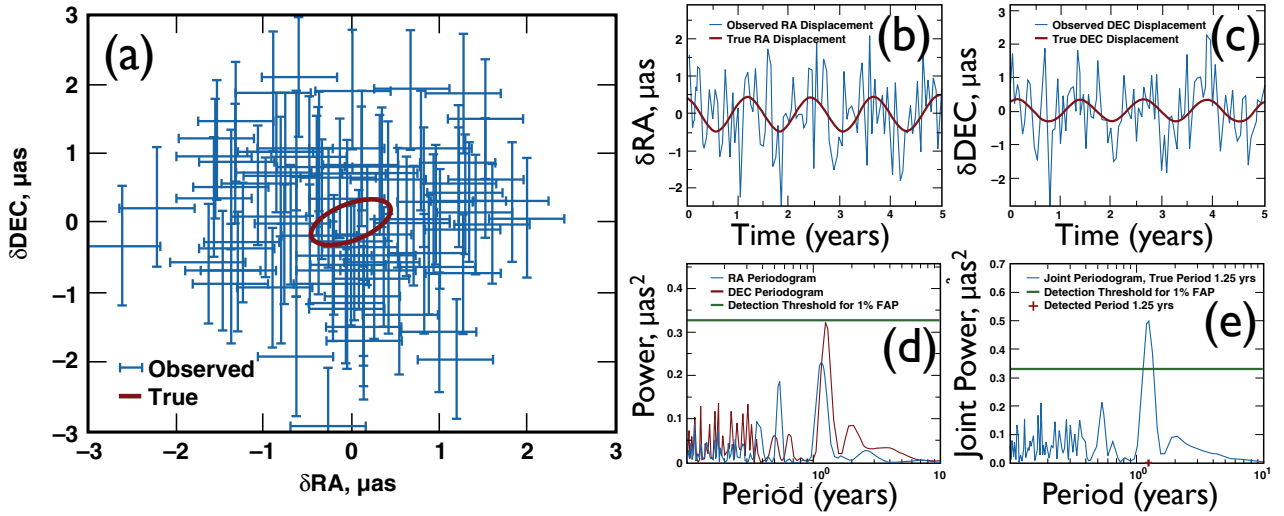 (a)
δDEC, μas
3
2
1
0
−1
−2
−3
−3
−2
−1
0
1
2
3
δRA, μas
Observed
True
(b)
Observed RA Displacement
True RA Displacement
δRA, μas
2
1
0
−1
−2
0
1
2
3
4
5
Time (years)
(c)
Observed DEC Displacement
True DEC Displacement
δDEC, μas
2
1
0
−1
−2
0
1
2
3
4
5
Time (years)
(d)
RA Periodogram
DEC Periodogram
Detection Threshold for 1% FAP
Power, μas²
0.4
0.3
0.2
0.1
0
10⁰
10
Period (years)
(e)
Joint Periodogram, True Period 1.25 yrs
Detection Threshold for 1% FAP
Detected Period 1.25 yrs
Joint Power, μas²
0.7
0.6
0.5
0.4
0.3
0.2
0.1
0.0
10⁰
10¹
Period (years)